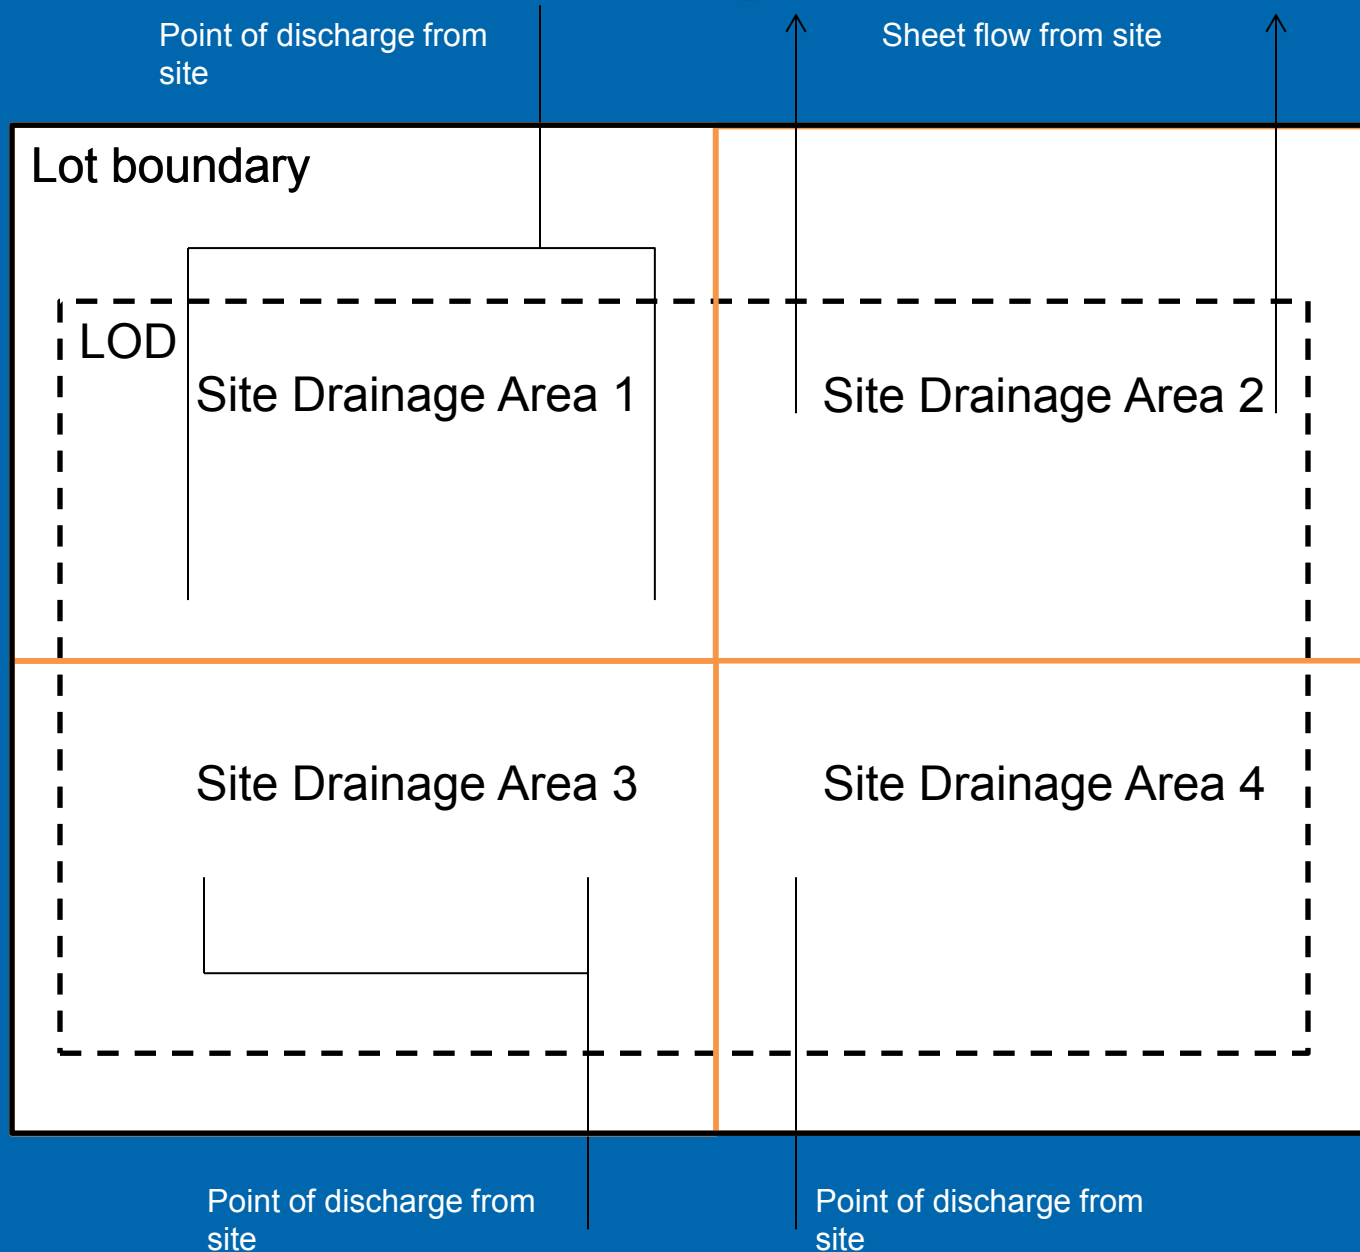 Point of discharge from
site
Sheet flow from site
Lot boundary
LOD
Site Drainage Area 1
Site Drainage Area 2
Site Drainage Area 3
Site Drainage Area 4
Point of discharge from
site
Point of discharge from
site